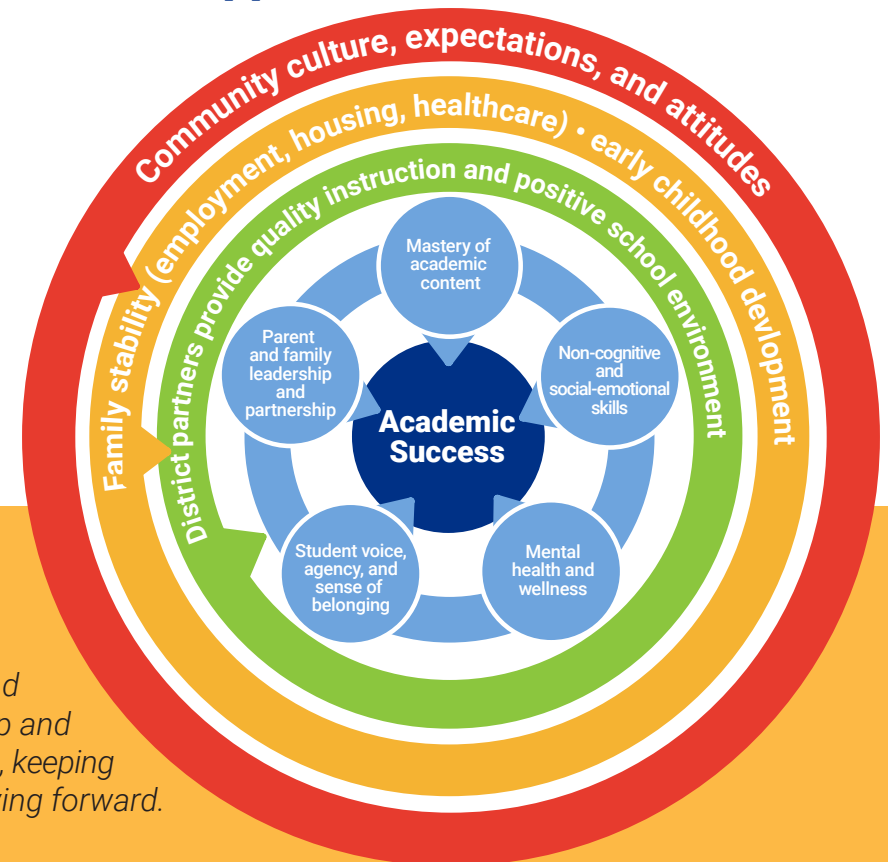 Community culture, expectations, and attitudes
Family stability (employment, housing, healthcare) • early childhood devlopment
District partners provide quality instruction and positive school environment
Mastery of
academic
content
Parent
and family
leadership
and
partnership
Non-cognitive
and
social-emotional
skills
Academic
Success
Student voice,
agency, and
sense of
belonging
Mental
health and
wellness
and
, keeping
forward.